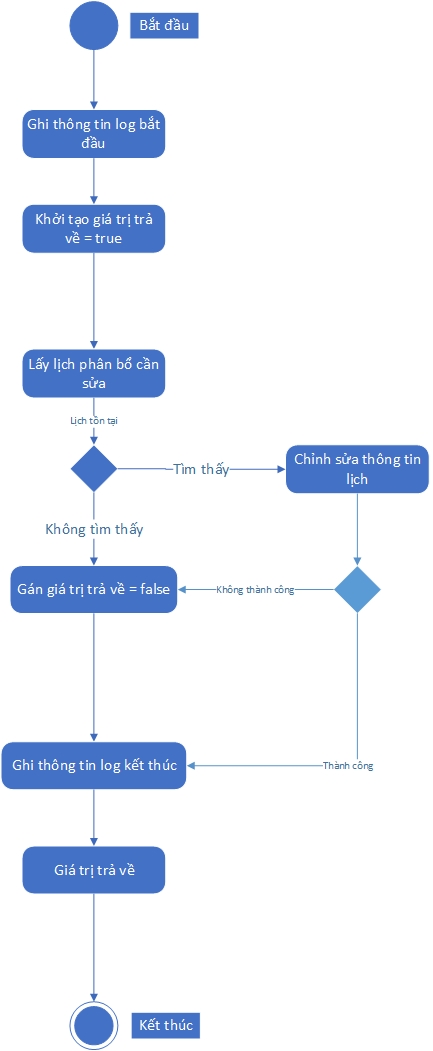 Bắt đầu
Ghi thông tin log bắt
đầu
Khởi tạo giá trị trả
về = true
Lấy lịch phân bổ cần
sửa
Lịch tồn tại
Tìm thấy
Chỉnh sửa thông tin
lịch
Không tìm thấy
Gán giá trị trả về = false
Không thành công
Ghi thông tin log kết thúc
Thành công
Giá trị trả về
Kết thúc